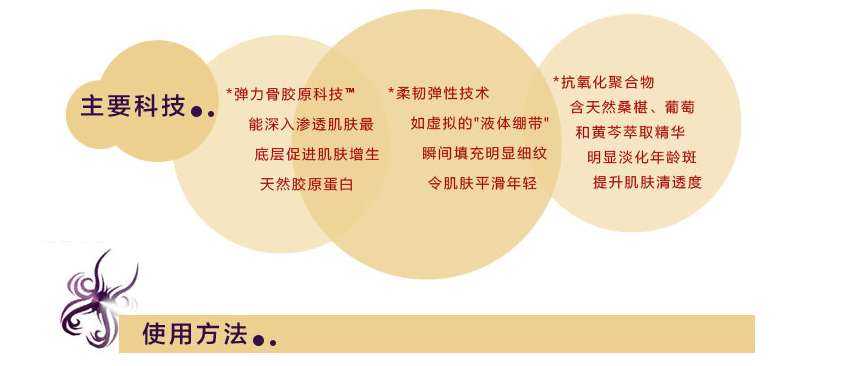 主要科技
*弹力骨胶原科技™
能深入渗透肌肤最
底层促进肌肤增生
天然胶原蛋白
*柔韧弹性技术
如虚拟的"液体绷带"
瞬间填充明显细纹
令肌肤平滑年轻
*抗氧化聚合物
含天然桑椹、葡萄
和黄芩萃取精华
明显淡化年龄斑
提升肌肤清透度
使用方法